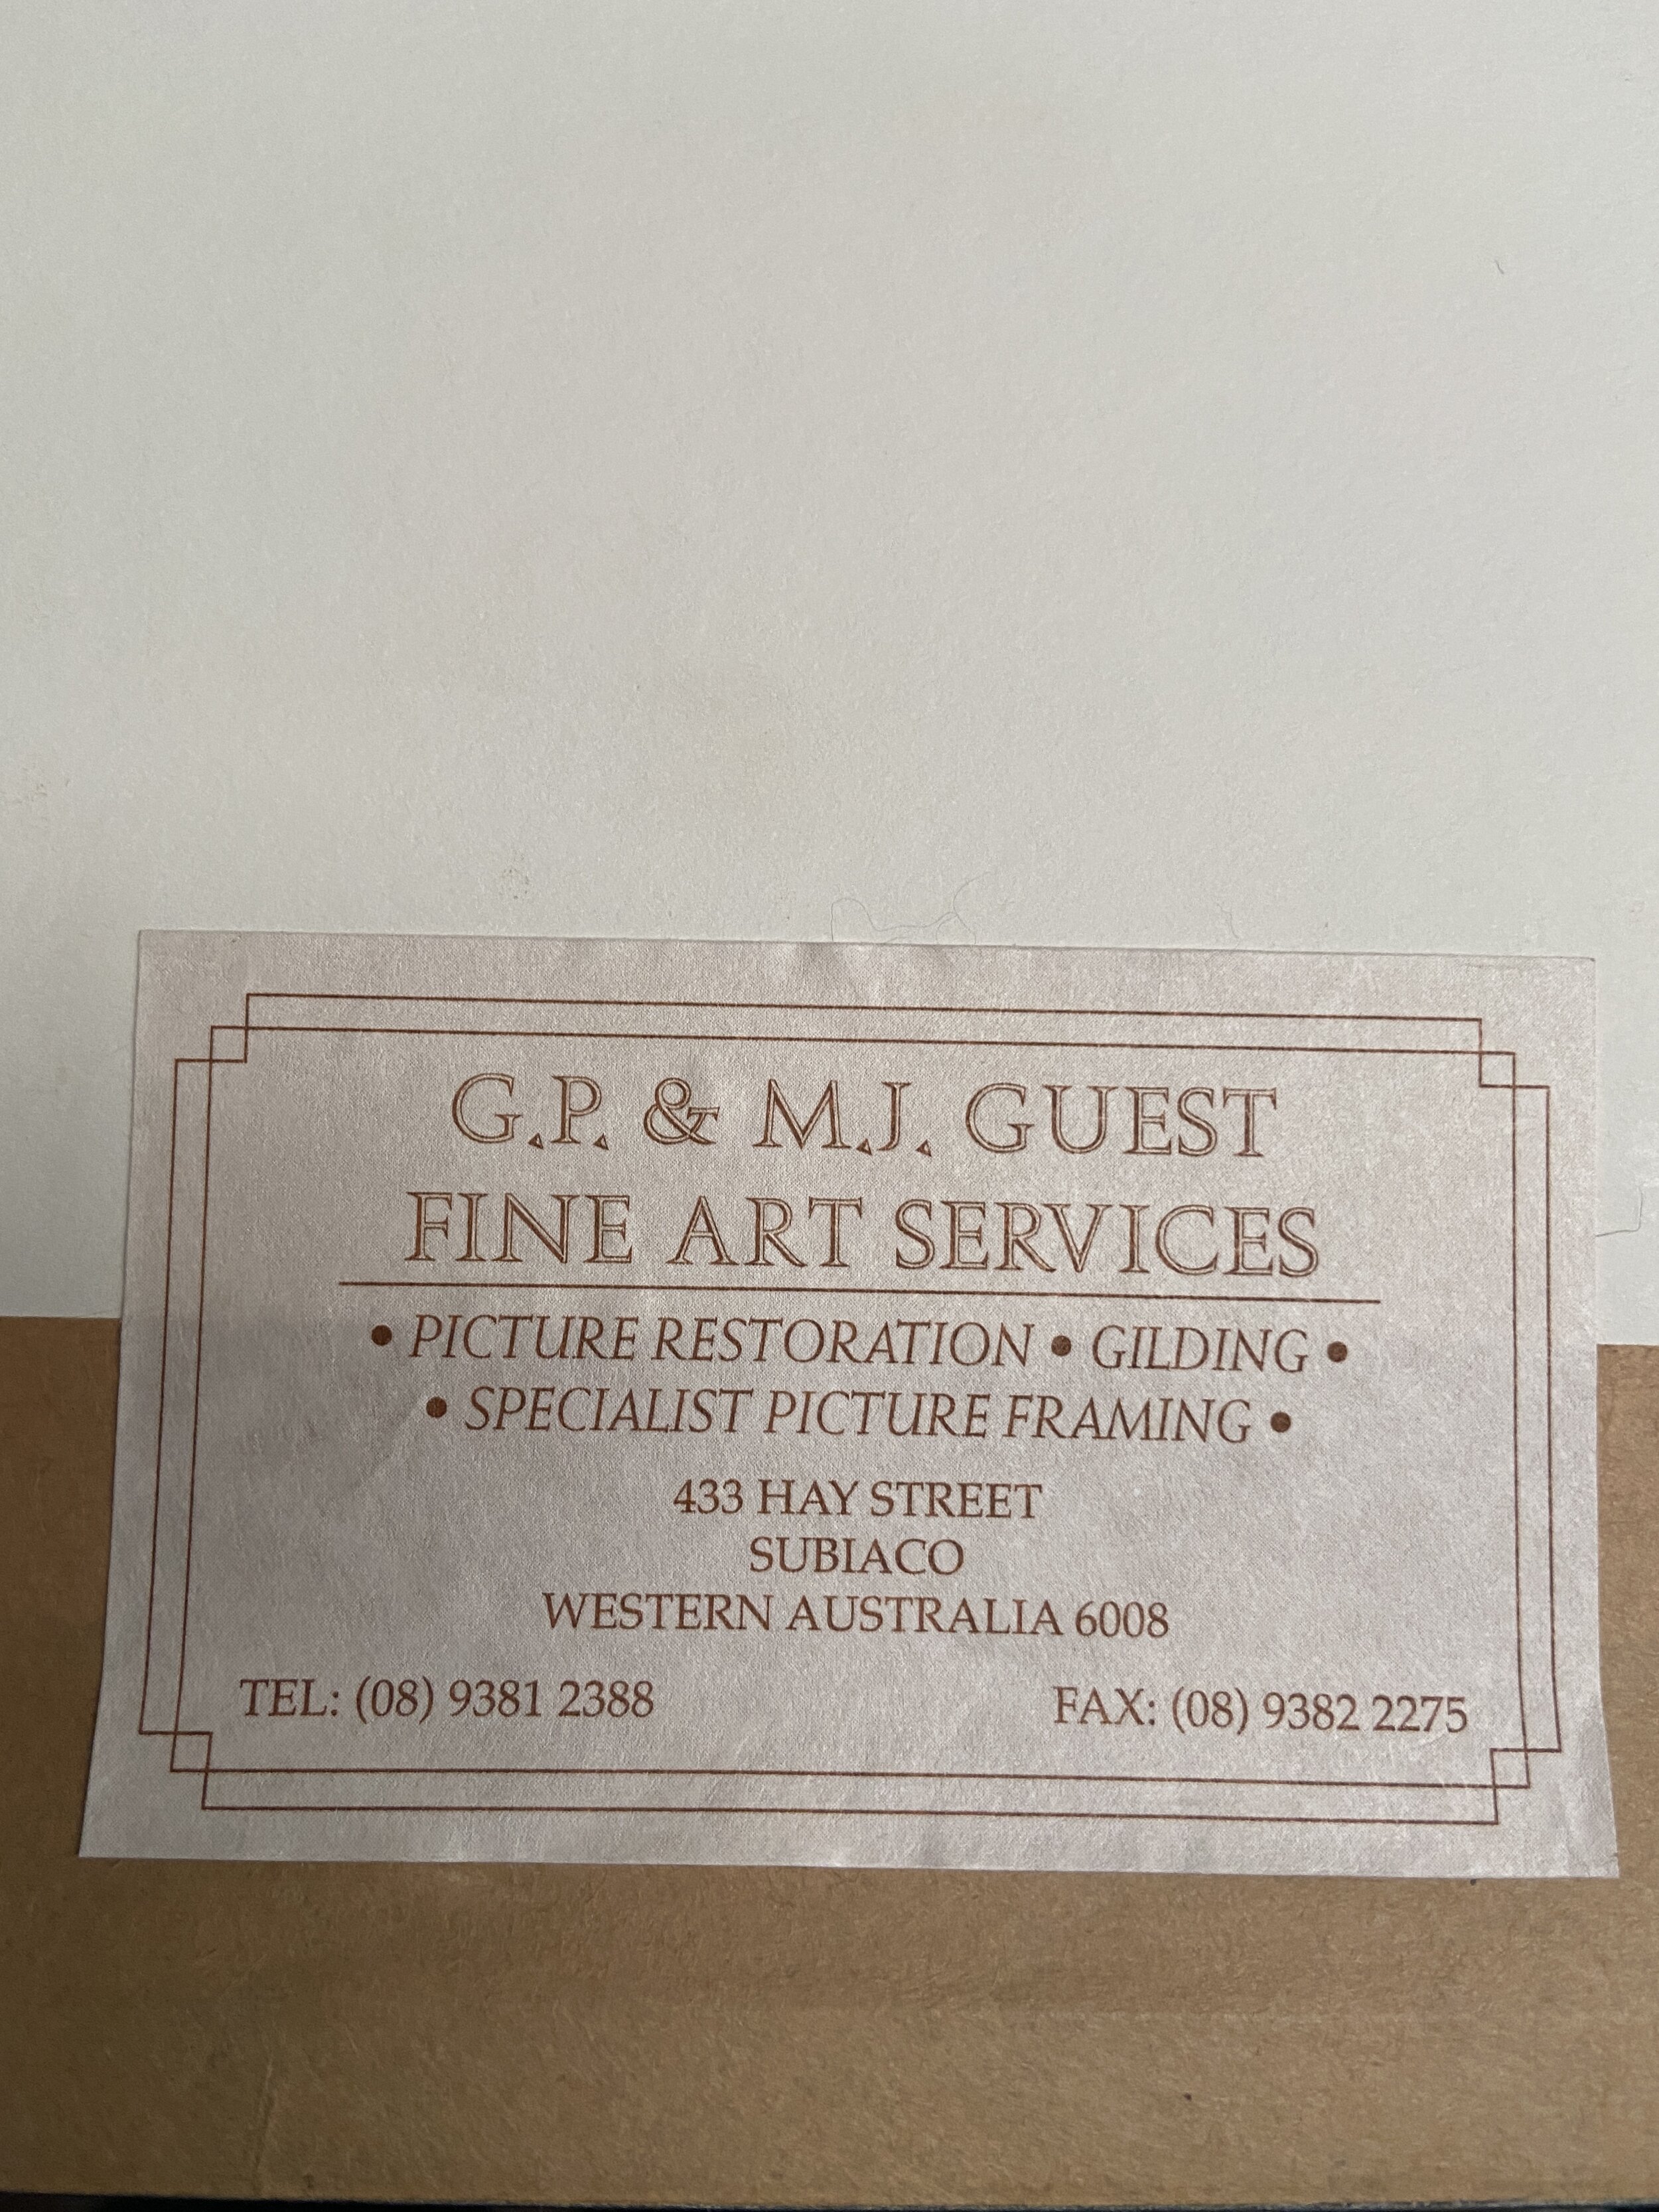 G.P. & M.J. GUEST
FINE ART SERVICES
• PICTURE RESTORATION • GILDING •
• SPECIALIST PICTURE FRAMING •
433 HAY STREET
SUBIACO
WESTERN AUSTRALIA 6008
TEL: (08) 9381 2388 FAX: (08) 9382 2275